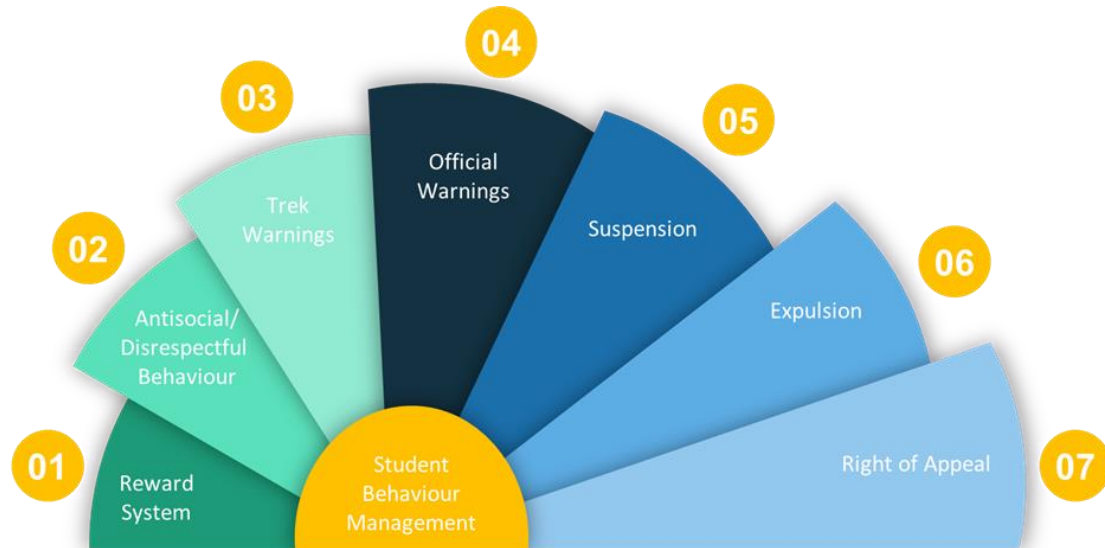 01
Reward
System
02
Antisocial/
Disrespectful
Behaviour
03
Trek
Warnings
04
Official
Warnings
05
Suspension
06
Expulsion
07
Right of Appeal
Student
Behaviour
Management